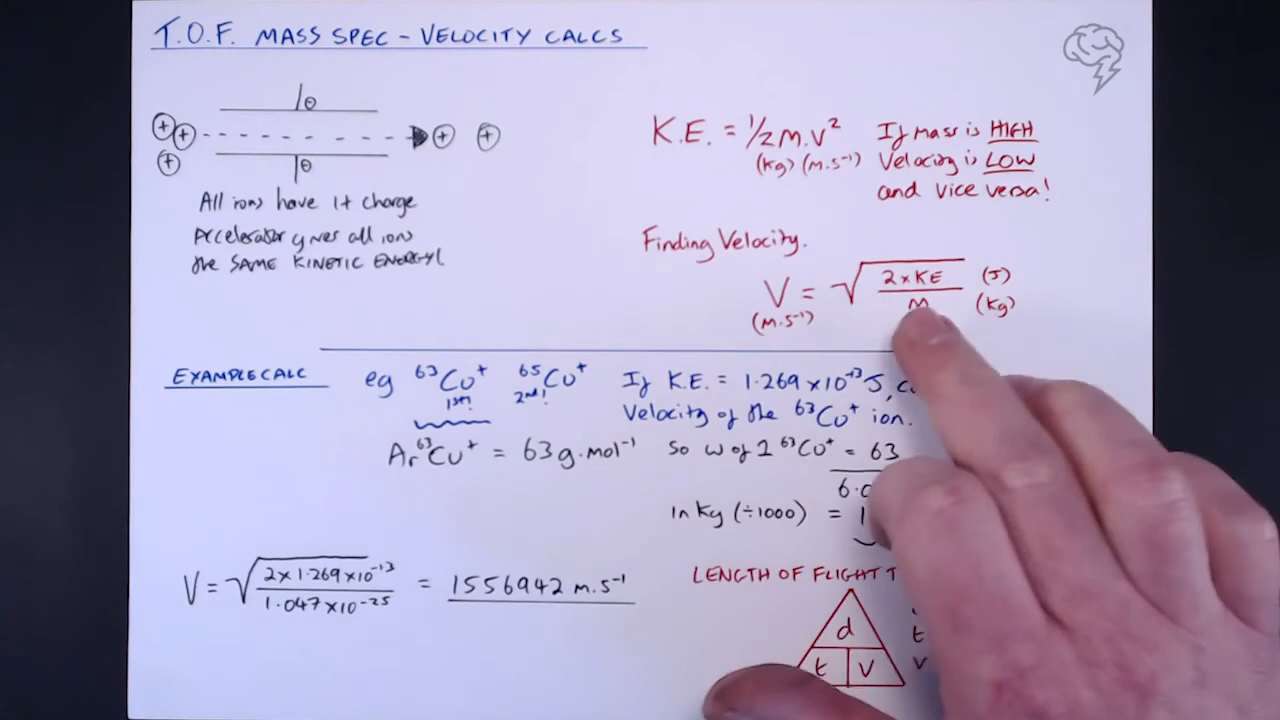 T.O.F. MASS SPEC - VELOCITY CALCS
All ions have 1+ charge
Accelerator gives all ions
the SAME KINETIC ENERGY!
K.E. = 1/2 M.V²
(kg) (m.s⁻¹)
If mass is HIGH
Velocity is LOW
and vice versa!
Finding Velocity.
V = √ 2 x KE (J)
M (kg)
(m.s⁻¹)
EXAMPLE CALC
eg ⁶³Cu⁺ ⁶⁵Cu⁺
1st! 2nd!
If K.E. = 1.269 x 10⁻¹³ J,
Velocity of the ⁶³Cu⁺ ion.
Ar ⁶³Cu⁺ = 63 g.mol⁻¹
So w of 1 ⁶³Cu⁺ = 63
In Kg (÷1000) =
V = √ 2 x 1.269 x 10⁻¹³ = 1556942 m.s⁻¹
1.047 x 10⁻²⁵
LENGTH OF FLIGHT
d
t V
t
V